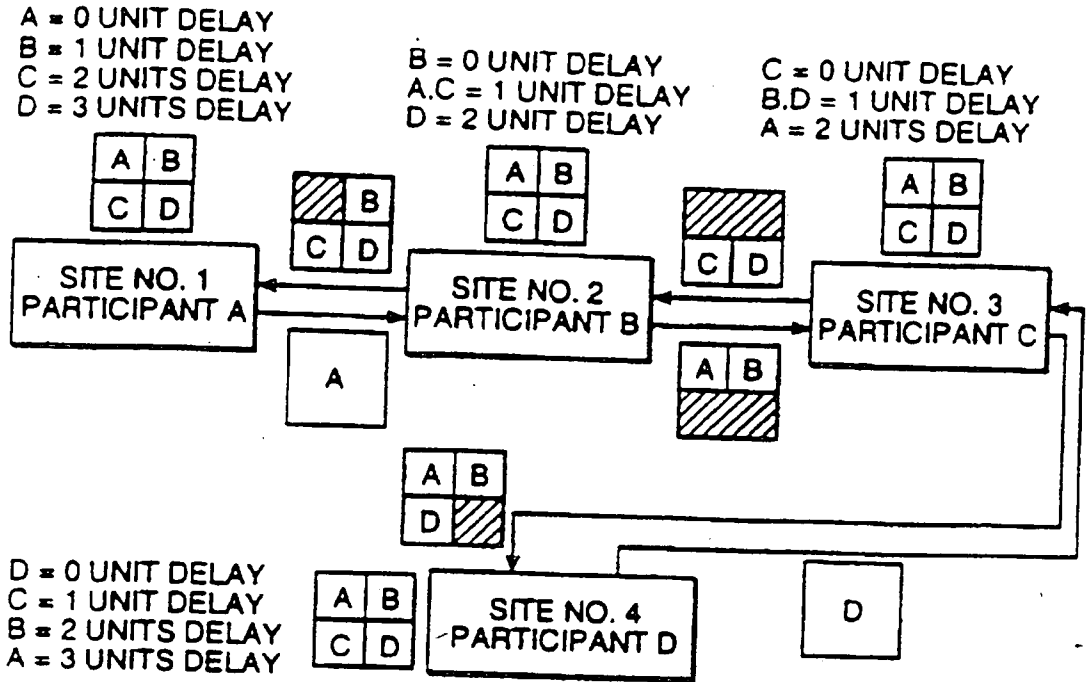 A = 0 UNIT DELAY
B = 1 UNIT DELAY
C = 2 UNITS DELAY
D = 3 UNITS DELAY
B = 0 UNIT DELAY
A.C = 1 UNIT DELAY
D = 2 UNIT DELAY
C = 0 UNIT DELAY
B.D = 1 UNIT DELAY
A = 2 UNITS DELAY
A B
C D
B
C D
A B
C D
C D
A B
C D
SITE NO. 1
PARTICIPANT A
SITE NO. 2
PARTICIPANT B
SITE NO. 3
PARTICIPANT C
A
A B
A B
D
D = 0 UNIT DELAY
C = 1 UNIT DELAY
B = 2 UNITS DELAY
A = 3 UNITS DELAY
A B
C D
SITE NO. 4
PARTICIPANT D
D